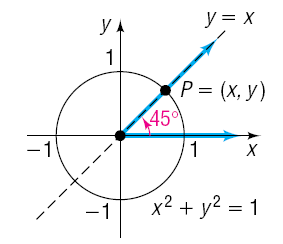 y y = x
1
P = (x, y)
45°
−1 1 x
−1 x² + y² = 1